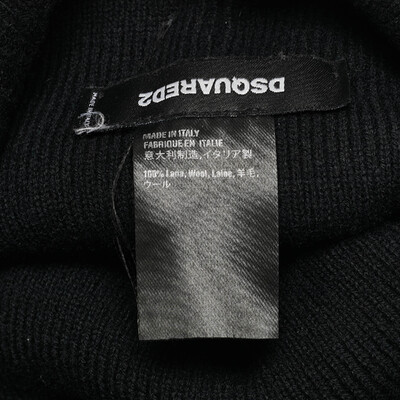 DSQUARED2
MADE IN ITALY
FABRIQUE EN ITALIE
意大利制造,イタリア製
100% Lana, Wool, Laine, 羊毛,
ウール